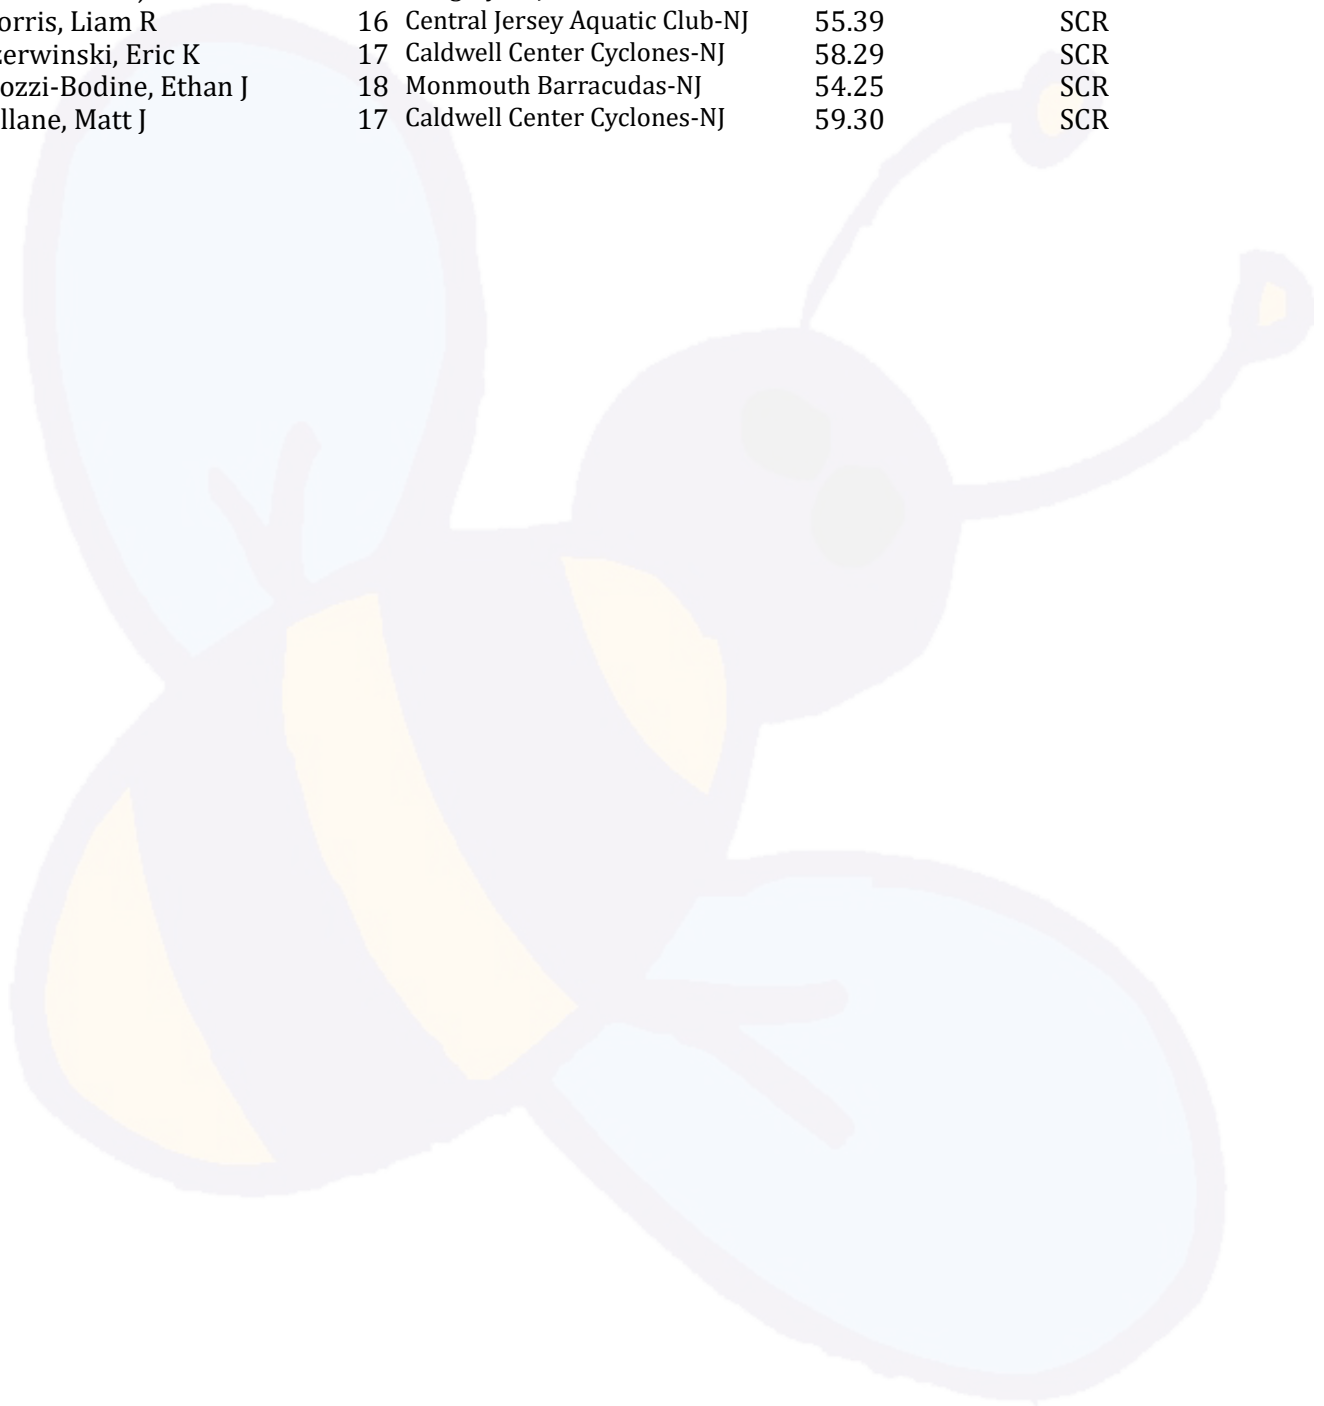 orris, Liam R 16 Central Jersey Aquatic Club-NJ 55.39 SCR
zerwinski, Eric K 17 Caldwell Center Cyclones-NJ 58.29 SCR
ozzi-Bodine, Ethan J 18 Monmouth Barracudas-NJ 54.25 SCR
llane, Matt J 17 Caldwell Center Cyclones-NJ 59.30 SCR